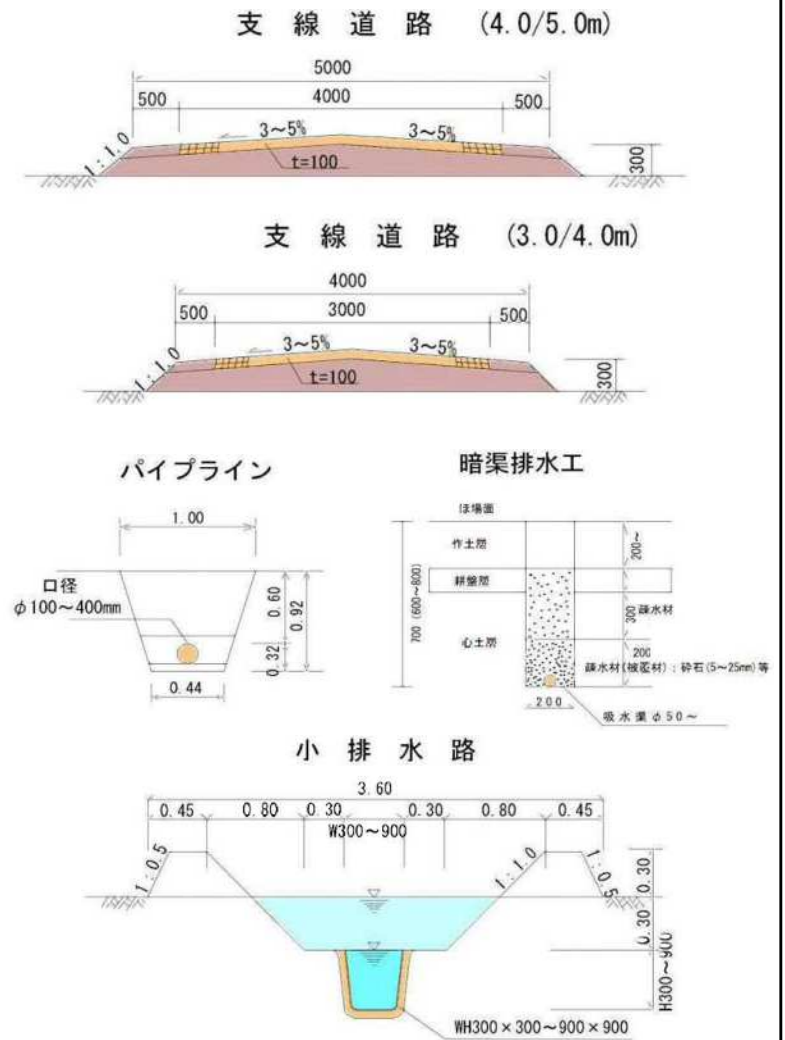 支線道路 (4.0/5.0m)
5000
500 4000 500
3～5% 3～5%
1:1.0
t=100
300
支線道路 (3.0/4.0m)
4000
500 3000 500
3～5% 3～5%
1:1.0
t=100
300
パイプライン
1.00
口径
φ100～400mm
0.60
0.92
0.32
0.44
暗渠排水工
ほ場面
作土層
耕盤層
心土層
700 (600～800)
200～
300
疎水材
200
疎水材(被覆材)：砕石(5～25mm)等
200
吸水渠φ50～
小排水路
3.60
0.45 0.80 0.30 0.30 0.80 0.45
W300～900
1:0.5
1:1.0
1:0.5
0.30
0.30
H300～900
WH300×300～900×900